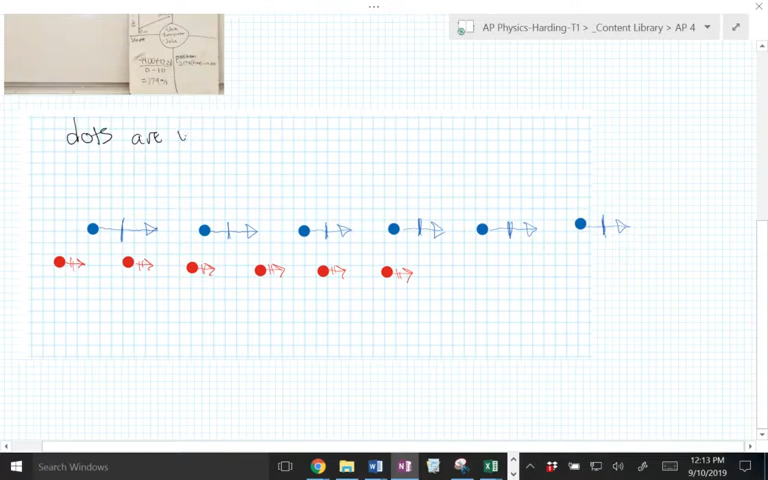 AP Physics-Harding-T1 > _Content Library > AP 4
dots are
Search Windows
12:13 PM
9/10/2019